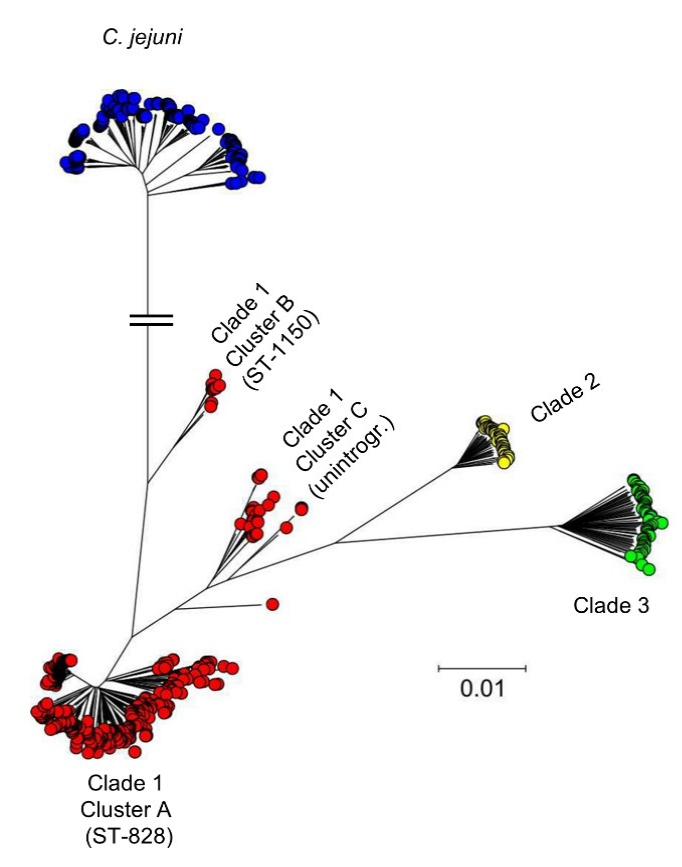 C. jejuni
Clade 1
Cluster B
(ST-1150)
Clade 1
Cluster C
(unintrogr.)
Clade 2
Clade 3
0.01
Clade 1
Cluster A
(ST-828)